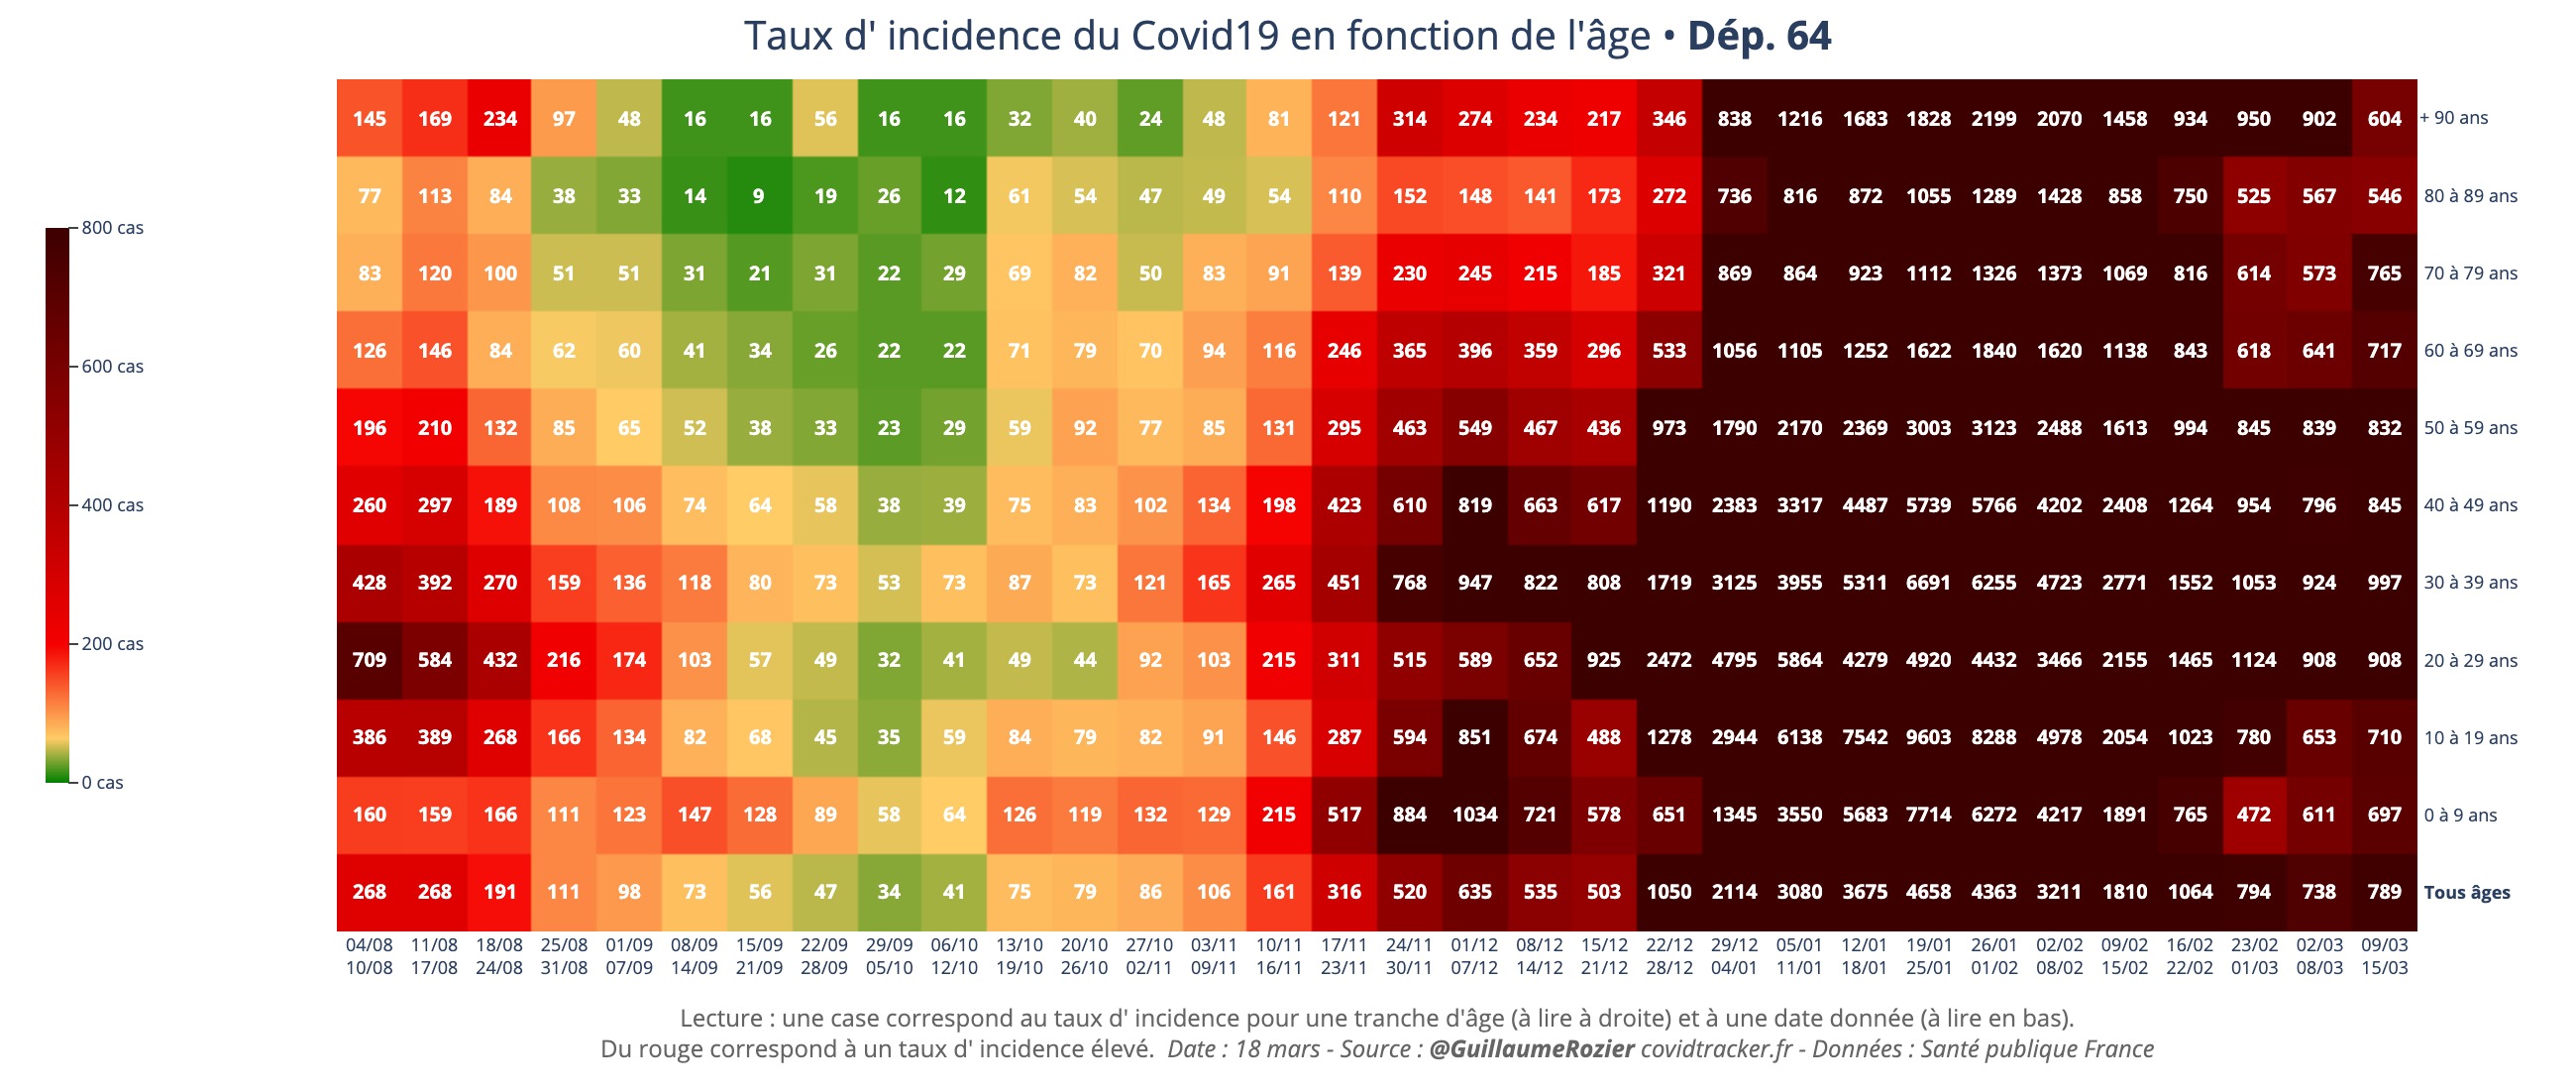 Taux d' incidence du Covid19 en fonction de l'âge • Dép. 64
145 169 234 97 48 16 16 56 16 16 32 40 24 48 81 121 314 274 234 217 346 838 1216 1683 1828 2199 2070 1458 934 950 902 604 + 90 ans
77 113 84 38 33 14 9 19 26 12 61 54 47 49 54 110 152 148 141 173 272 736 816 872 1055 1289 1428 858 750 525 567 546 80 à 89 ans
800 cas
83 120 100 51 51 31 21 31 22 29 69 82 50 83 91 139 230 245 215 185 321 869 864 923 1112 1326 1373 1069 816 614 573 765 70 à 79 ans
126 146 84 62 60 41 34 26 22 22 71 79 70 94 116 246 365 396 359 296 533 1056 1105 1252 1622 1840 1620 1138 843 618 641 717 60 à 69 ans
600 cas
196 210 132 85 65 52 38 33 23 29 59 92 77 85 131 295 463 549 467 436 973 1790 2170 2369 3003 3123 2488 1613 994 845 839 832 50 à 59 ans
400 cas
260 297 189 108 106 74 64 58 38 39 75 83 102 134 198 423 610 819 663 617 1190 2383 3317 4487 5739 5766 4202 2408 1264 954 796 845 40 à 49 ans
428 392 270 159 136 118 80 73 53 73 87 73 121 165 265 451 768 947 822 808 1719 3125 3955 5311 6691 6255 4723 2771 1552 1053 924 997 30 à 39 ans
200 cas
709 584 432 216 174 103 57 49 32 41 49 44 92 103 215 311 515 589 652 925 2472 4795 5864 4279 4920 4432 3466 2155 1465 1124 908 908 20 à 29 ans
386 389 268 166 134 82 68 45 35 59 84 79 82 91 146 287 594 851 674 488 1278 2944 6138 7542 9603 8288 4978 2054 1023 780 653 710 10 à 19 ans
0 cas
160 159 166 111 123 147 128 89 58 64 126 119 132 129 215 517 884 1034 721 578 651 1345 3550 5683 7714 6272 4217 1891 765 472 611 697 0 à 9 ans
268 268 191 111 98 73 56 47 34 41 75 79 86 106 161 316 520 635 535 503 1050 2114 3080 3675 4658 4363 3211 1810 1064 794 738 789 Tous âges
04/08 11/08 18/08 25/08 01/09 08/09 15/09 22/09 29/09 06/10 13/10 20/10 27/10 03/11 10/11 17/11 24/11 01/12 08/12 15/12 22/12 29/12 05/01 12/01 19/01 26/01 02/02 09/02 16/02 23/02 02/03 09/03
10/08 17/08 24/08 31/08 07/09 14/09 21/09 28/09 05/10 12/10 19/10 26/10 02/11 09/11 16/11 23/11 30/11 07/12 14/12 21/12 28/12 04/01 11/01 18/01 25/01 01/02 08/02 15/02 22/02 01/03 08/03 15/03
Lecture : une case correspond au taux d' incidence pour une tranche d'âge (à lire à droite) et à une date donnée (à lire en bas).
Du rouge correspond à un taux d' incidence élevé. Date : 18 mars - Source : @GuillaumeRozier covidtracker.fr - Données : Santé publique France